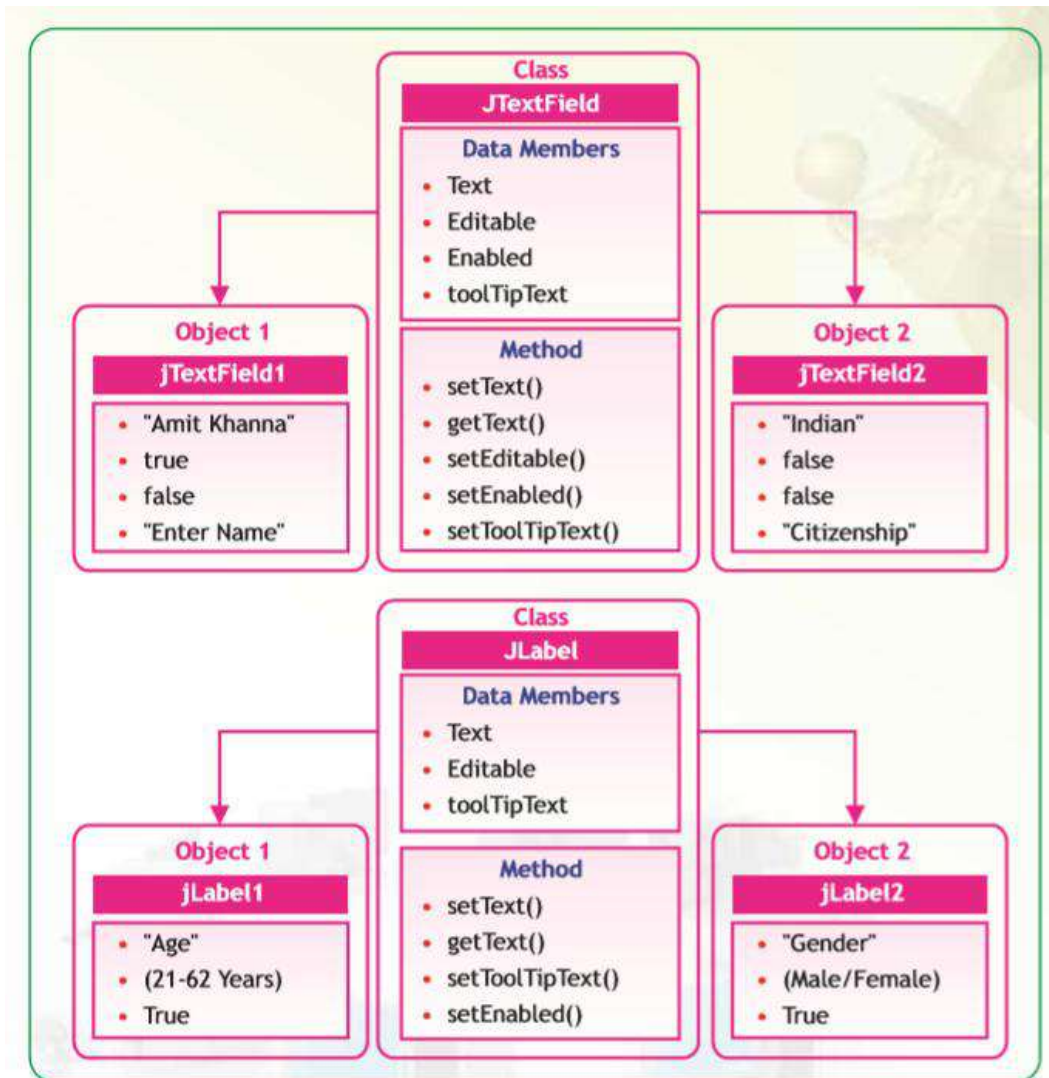 Class
JTextField
Data Members
• Text
• Editable
• Enabled
• toolTipText
Method
• setText()
• getText()
• setEditable()
• setEnabled()
• setToolTipText()
Object 1
jTextField1
• "Amit Khanna"
• true
• false
• "Enter Name"
Object 2
jTextField2
• "Indian"
• false
• false
• "Citizenship"
Class
JLabel
Data Members
• Text
• Editable
• toolTipText
Method
• setText()
• getText()
• setToolTipText()
• setEnabled()
Object 1
jLabel1
• "Age"
• (21-62 Years)
• True
Object 2
jLabel2
• "Gender"
• (Male/Female)
• True